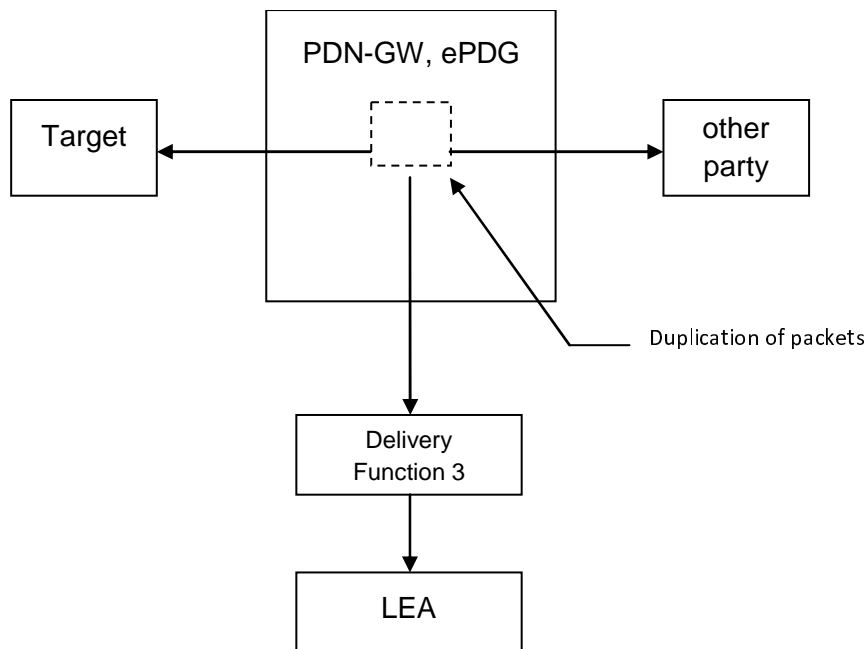 PDN-GW, ePDG
Target
other
party
Duplication of packets
Delivery
Function 3
LEA